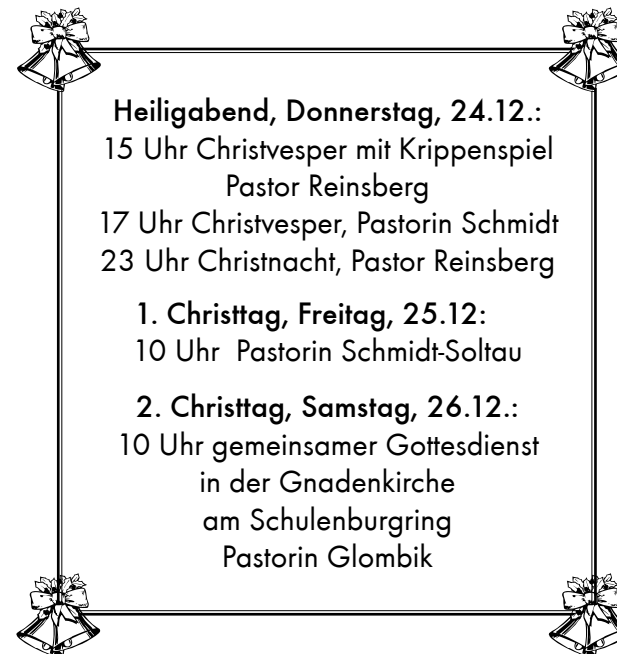 Heiligabend, Donnerstag, 24.12.:
15 Uhr Christvesper mit Krippenspiel
Pastor Reinsberg
17 Uhr Christvesper, Pastorin Schmidt
23 Uhr Christnacht, Pastor Reinsberg
1. Christtag, Freitag, 25.12:
10 Uhr  Pastorin Schmidt-Soltau
2. Christtag, Samstag, 26.12.:
10 Uhr gemeinsamer Gottesdienst
in der Gnadenkirche
am Schulenburgring
Pastorin Glombik